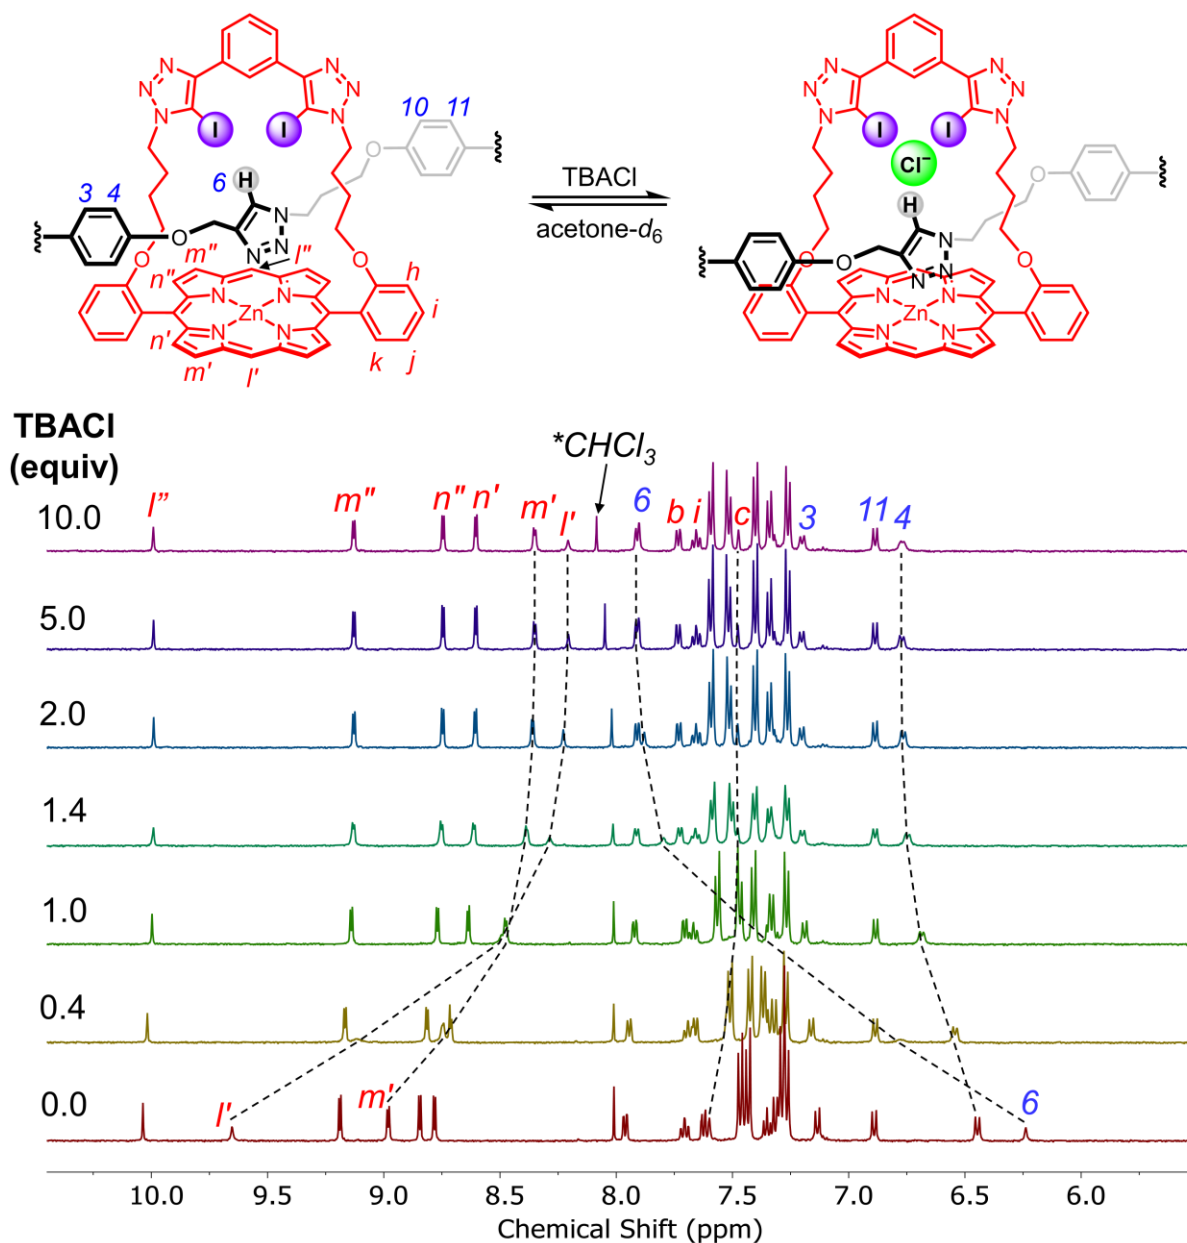 N
N
N
N
N
N
I
I
10
11
O
3
4
6
H
O
N
N
N
m"
l"
O
O
n"
h
N
N
Zn
N
N
i
n'
m'
l'
k
j
TBACl
acetone-d6
N
N
N
N
N
N
I
I
Cl−
O
H
O
N
N
N
O
O
N
N
Zn
N
N
TBACl
(equiv)
*CHCl3
l"
m"
n"
n'
m'
l'
6
b
i
c
3
11
4
10.0
5.0
2.0
1.4
1.0
0.4
0.0
l'
m'
6
10.0
9.5
9.0
8.5
8.0
7.5
7.0
6.5
6.0
Chemical Shift (ppm)